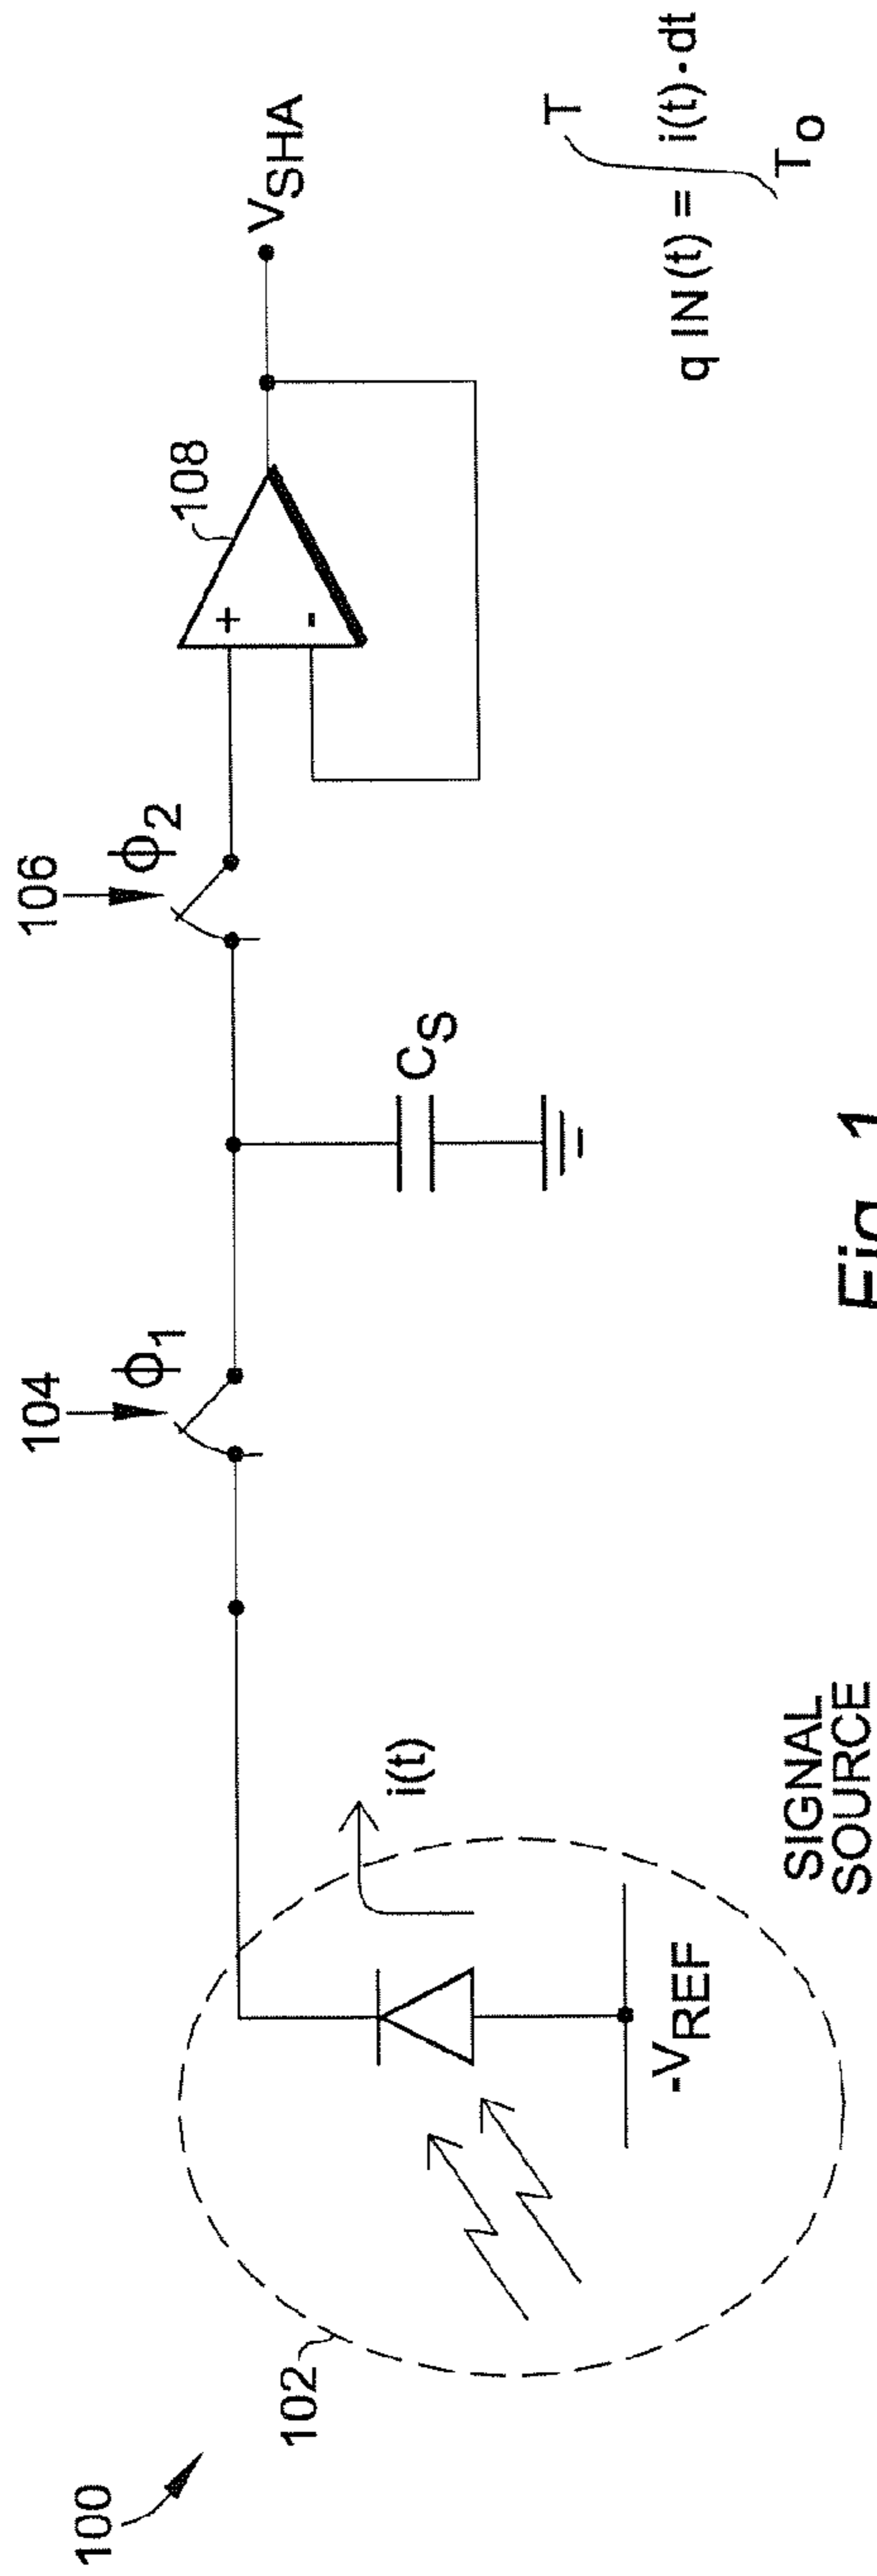 100
102
104
ϕ1
106
ϕ2
108
+
-
VSHA
CS
i(t)
-VREF
SIGNAL
SOURCE
T
q IN(t) = ∫ i(t)·dt
To
Fig. 1